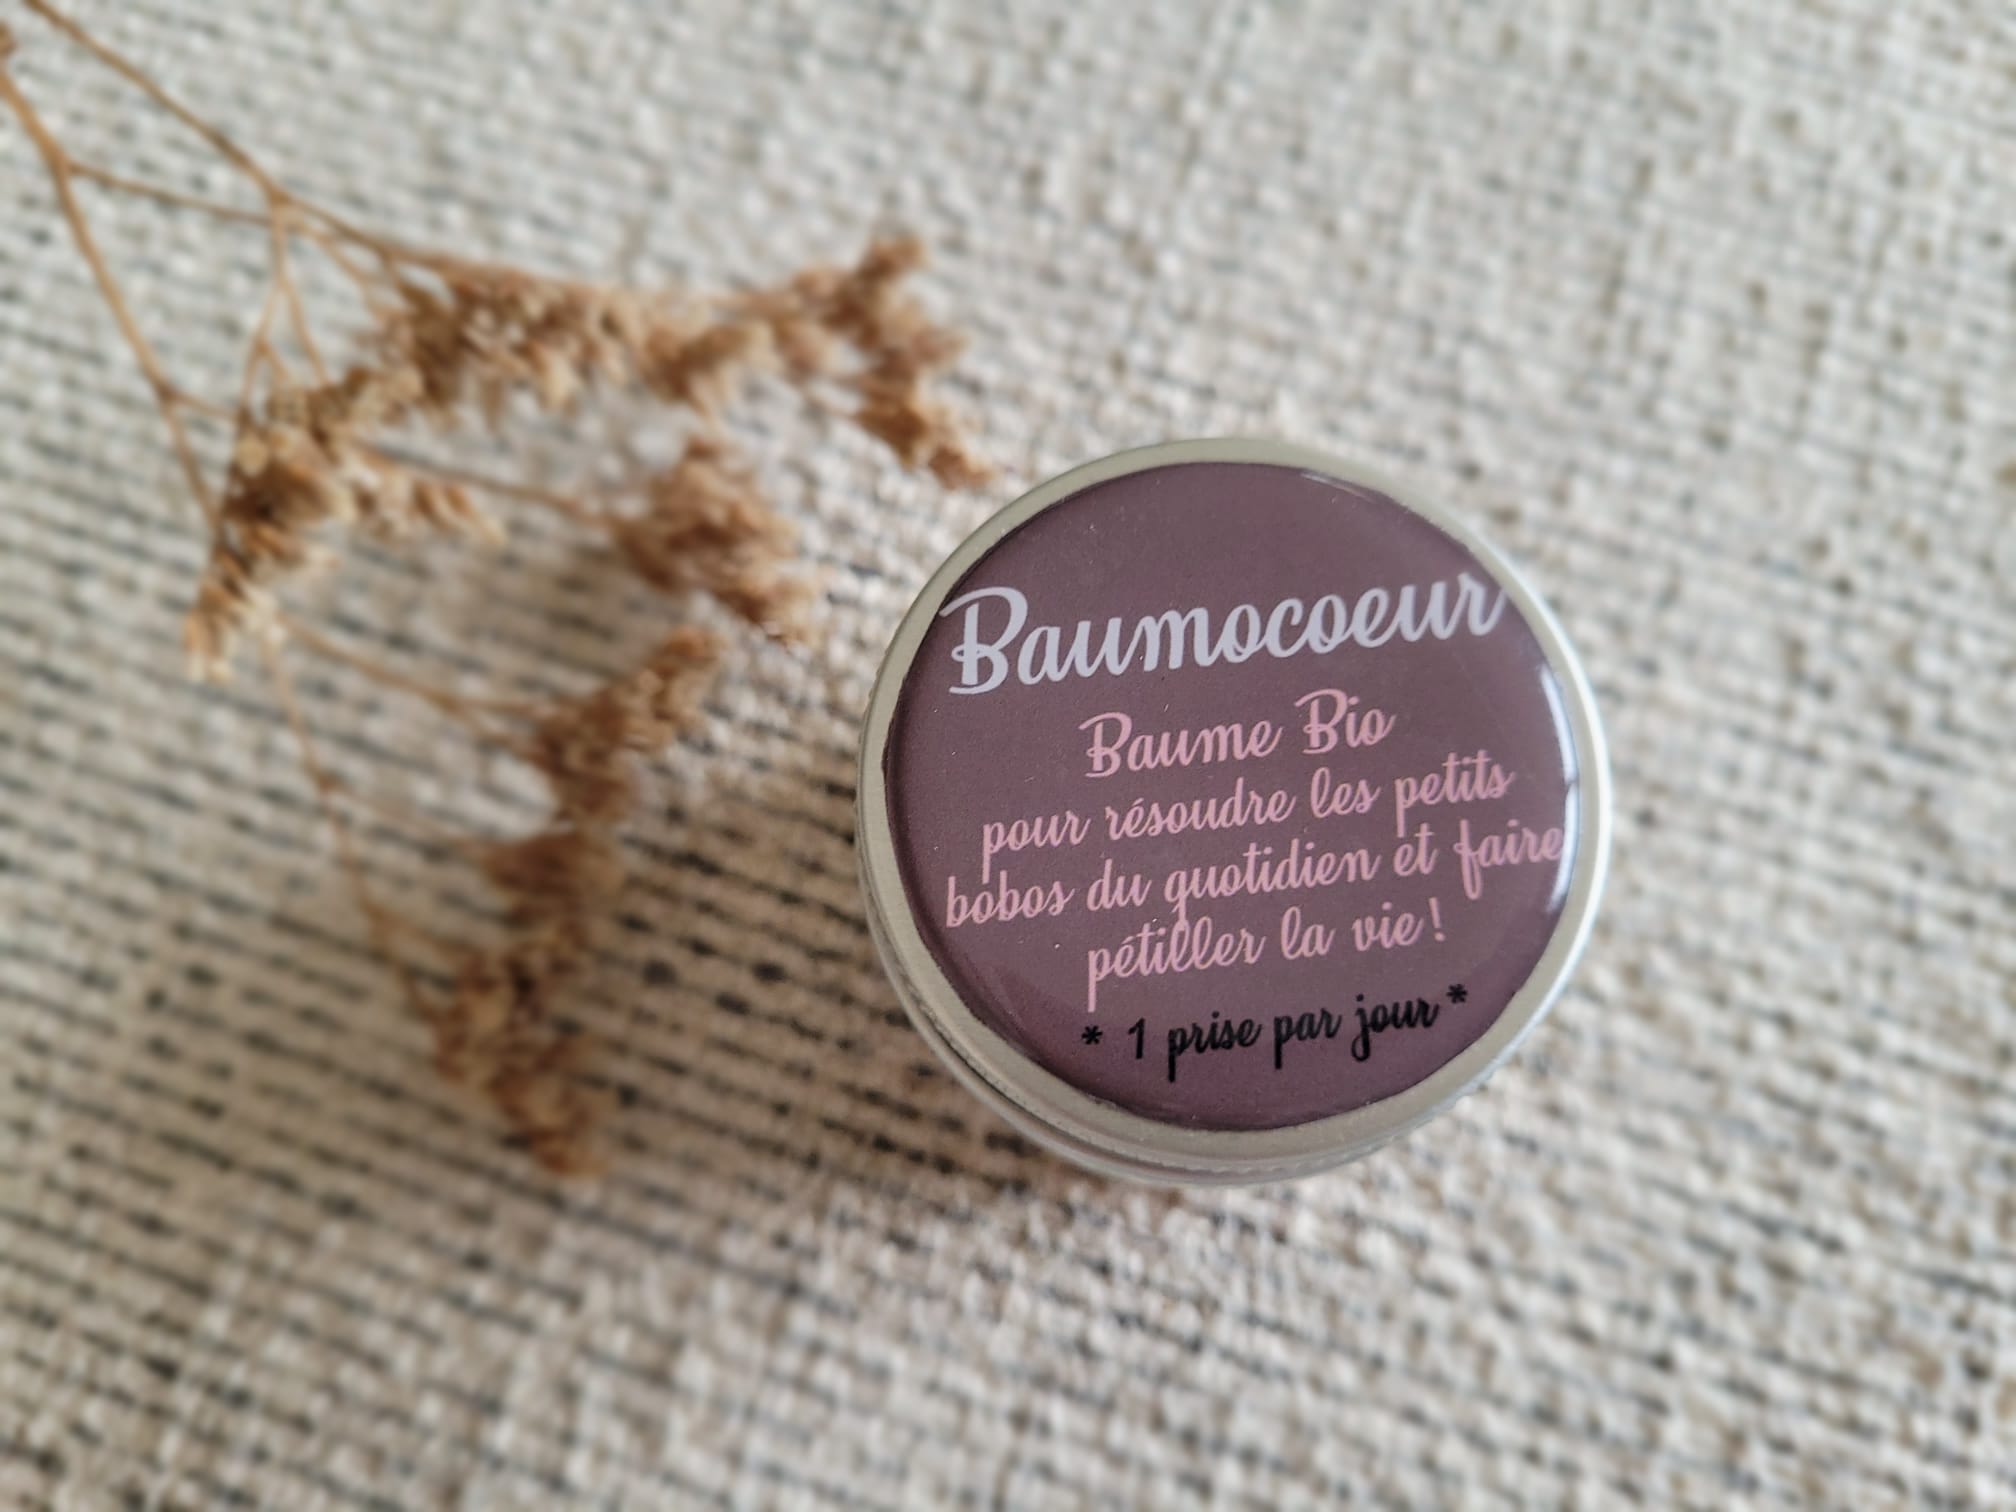 Baumocoeur
Baume Bio
pour résoudre les petits
bobos du quotidien et faire
pétiller la vie!
* 1 prise par jour *